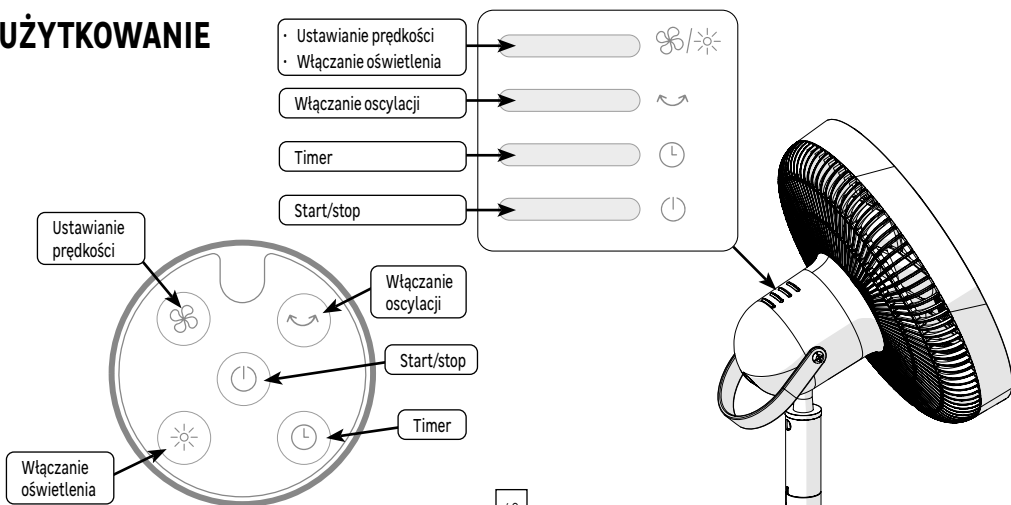 UŻYTKOWANIE
· Ustawianie prędkości
· Włączanie oświetlenia
Włączanie oscylacji
Timer
Start/stop
Ustawianie
prędkości
Włączanie
oscylacji
Start/stop
Timer
Włączanie
oświetlenia